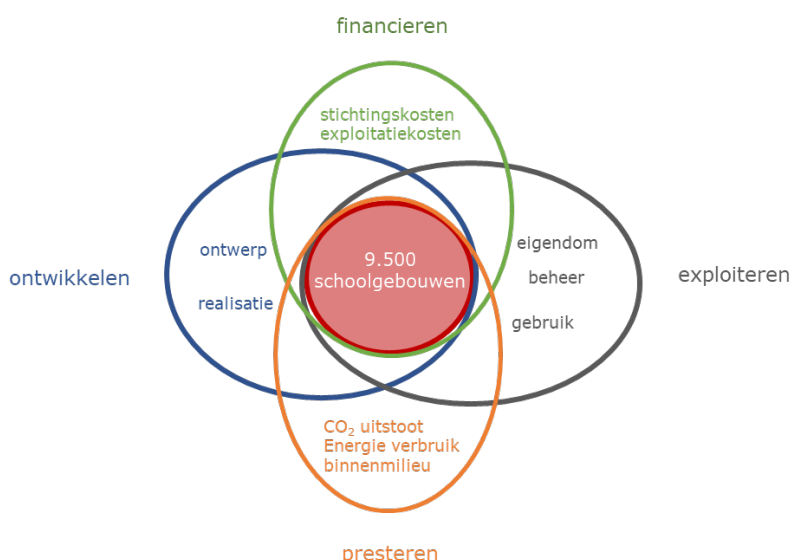 financieren
stichtingskosten
exploitatiekosten
ontwikkelen
ontwerp
realisatie
9.500
schoolgebouwen
eigendom
beheer
gebruik
exploiteren
CO₂ uitstoot
Energie verbruik
binnenmilieu
presteren